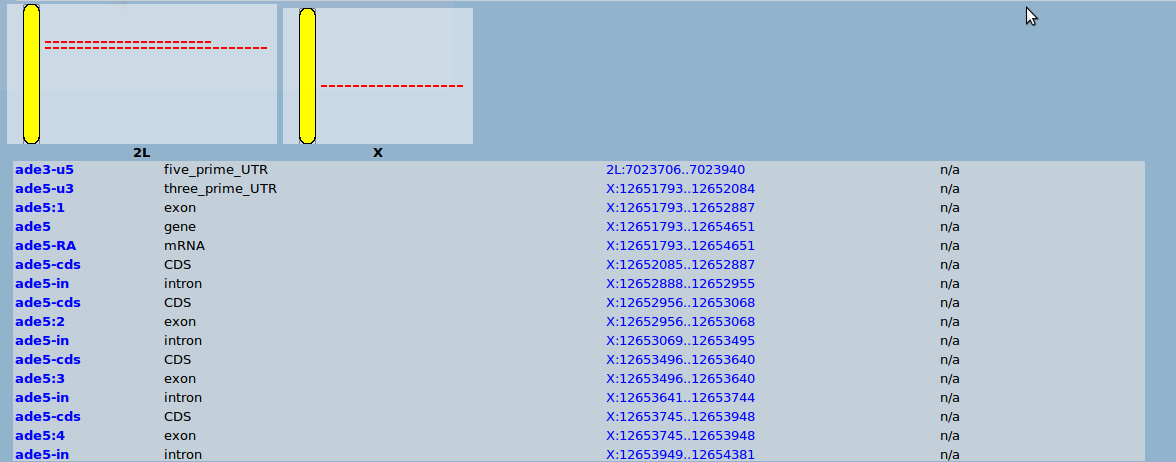 2L X
ade3-u5 five_prime_UTR 2L:7023706..7023940 n/a
ade5-u3 three_prime_UTR X:12651793..12652084 n/a
ade5:1 exon X:12651793..12652887 n/a
ade5 gene X:12651793..12654651 n/a
ade5-RA mRNA X:12651793..12654651 n/a
ade5-cds CDS X:12652085..12652887 n/a
ade5-in intron X:12652888..12652955 n/a
ade5-cds CDS X:12652956..12653068 n/a
ade5:2 exon X:12652956..12653068 n/a
ade5-in intron X:12653069..12653495 n/a
ade5-cds CDS X:12653496..12653640 n/a
ade5:3 exon X:12653496..12653640 n/a
ade5-in intron X:12653641..12653744 n/a
ade5-cds CDS X:12653745..12653948 n/a
ade5:4 exon X:12653745..12653948 n/a
ade5-in intron X:12653949..12654381 n/a